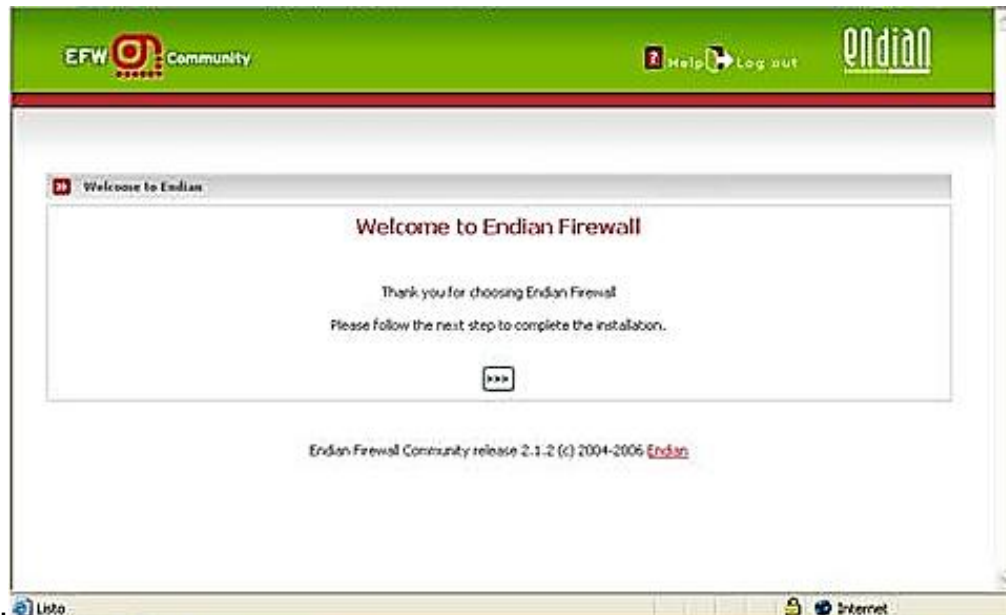 EFW Community
Help Log out
endian
Welcome to Endian
Welcome to Endian Firewall
Thank you for choosing Endian Firewall
Please follow the next step to complete the installation.
>>>
Endian Firewall Community release 2.1.2 (c) 2004-2006 Endian
Listo
Internet